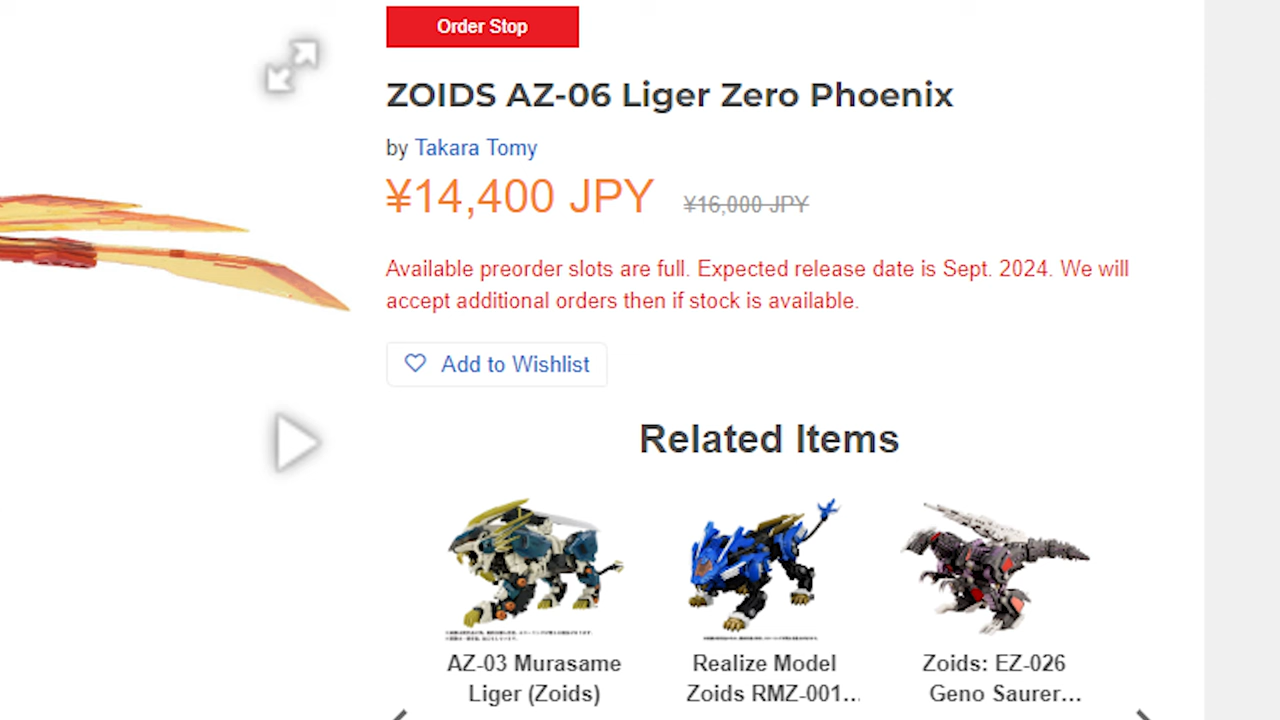 Order Stop
ZOIDS AZ-06 Liger Zero Phoenix
by Takara Tomy
¥14,400 JPY ¥16,000 JPY
Available preorder slots are full. Expected release date is Sept. 2024. We will
accept additional orders then if stock is available.
Add to Wishlist
Related Items
AZ-03 Murasame
Liger (Zoids)
Realize Model
Zoids RMZ-001...
Zoids: EZ-026
Geno Saurer...